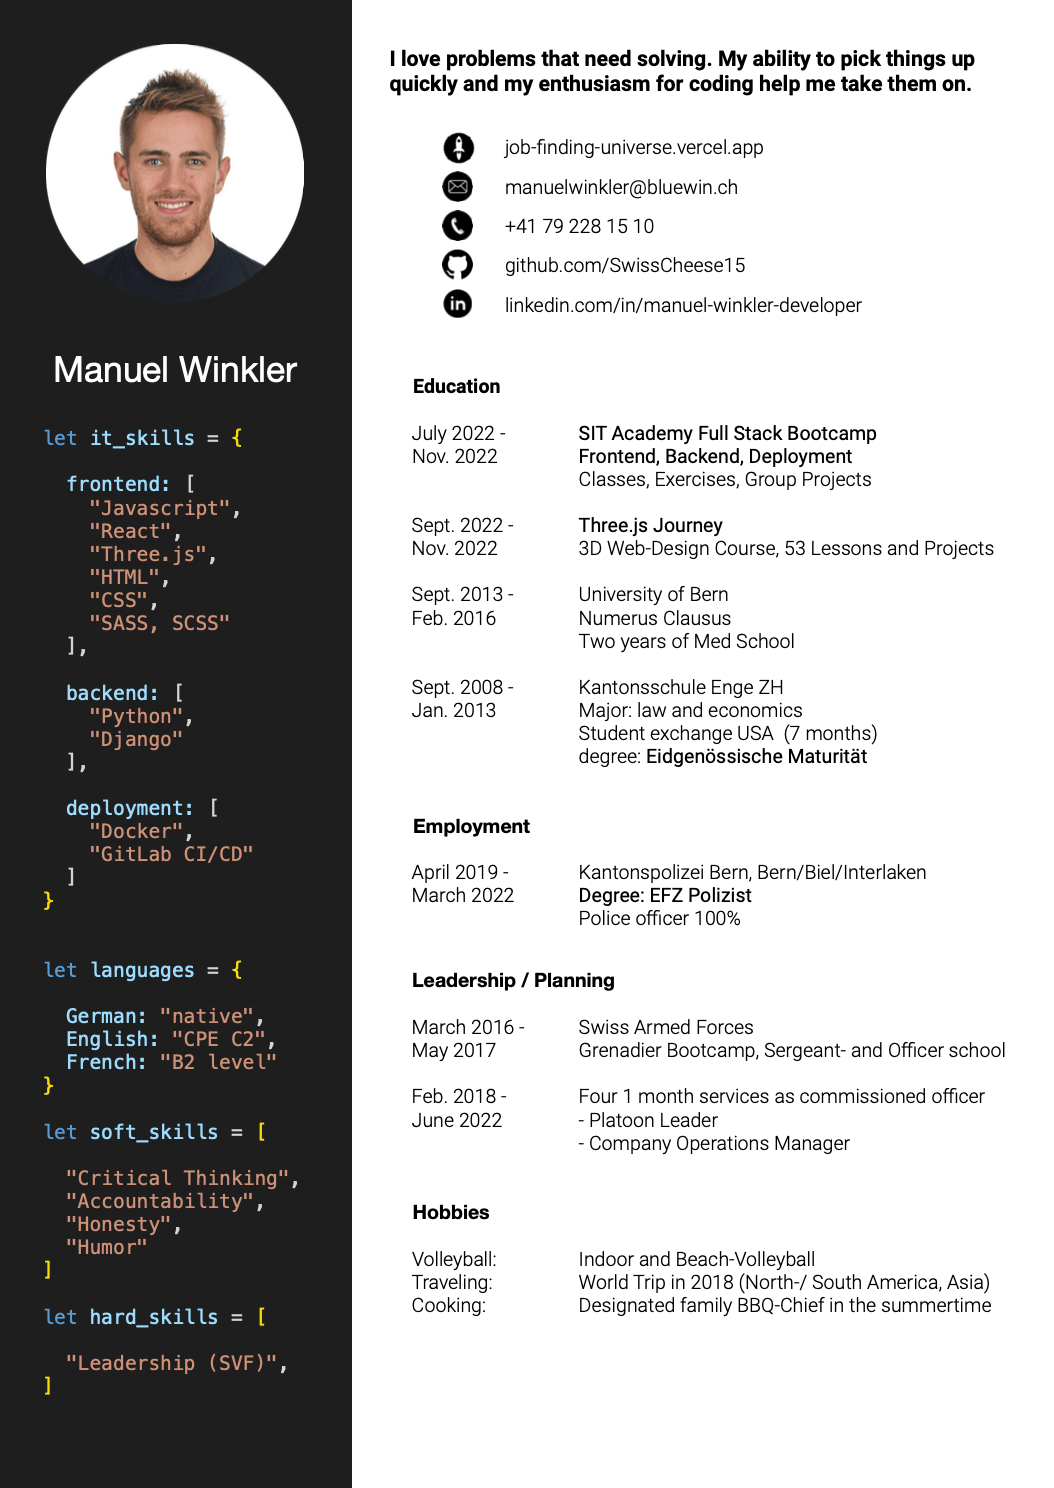 Manuel Winkler
let it_skills = {
frontend: [
"Javascript",
"React",
"Three.js",
"HTML",
"CSS",
"SASS, SCSS"
],
backend: [
"Python",
"Django"
],
deployment: [
"Docker",
"GitLab CI/CD"
]
}
let languages = {
German: "native",
English: "CPE C2",
French: "B2 level"
}
let soft_skills = [
"Critical Thinking",
"Accountability",
"Honesty",
"Humor"
]
let hard_skills = [
"Leadership (SVF)",
]
I love problems that need solving. My ability to pick things up
quickly and my enthusiasm for coding help me take them on.
job-finding-universe.vercel.app
manuelwinkler@bluewin.ch
+41 79 228 15 10
github.com/SwissCheese15
in linkedin.com/in/manuel-winkler-developer
Education
July 2022 - SIT Academy Full Stack Bootcamp
Nov. 2022 Frontend, Backend, Deployment
Classes, Exercises, Group Projects
Sept. 2022 - Three.js Journey
Nov. 2022 3D Web-Design Course, 53 Lessons and Projects
Sept. 2013 - University of Bern
Feb. 2016 Numerus Clausus
Two years of Med School
Sept. 2008 - Kantonsschule Enge ZH
Jan. 2013 Major: law and economics
Student exchange USA (7 months)
degree: Eidgenössische Maturität
Employment
April 2019 - Kantonspolizei Bern, Bern/Biel/Interlaken
March 2022 Degree: EFZ Polizist
Police officer 100%
Leadership / Planning
March 2016 - Swiss Armed Forces
May 2017 Grenadier Bootcamp, Sergeant- and Officer school
Feb. 2018 - Four 1 month services as commissioned officer
June 2022 - Platoon Leader
- Company Operations Manager
Hobbies
Volleyball: Indoor and Beach-Volleyball
Traveling: World Trip in 2018 (North-/ South America, Asia)
Cooking: Designated family BBQ-Chief in the summertime